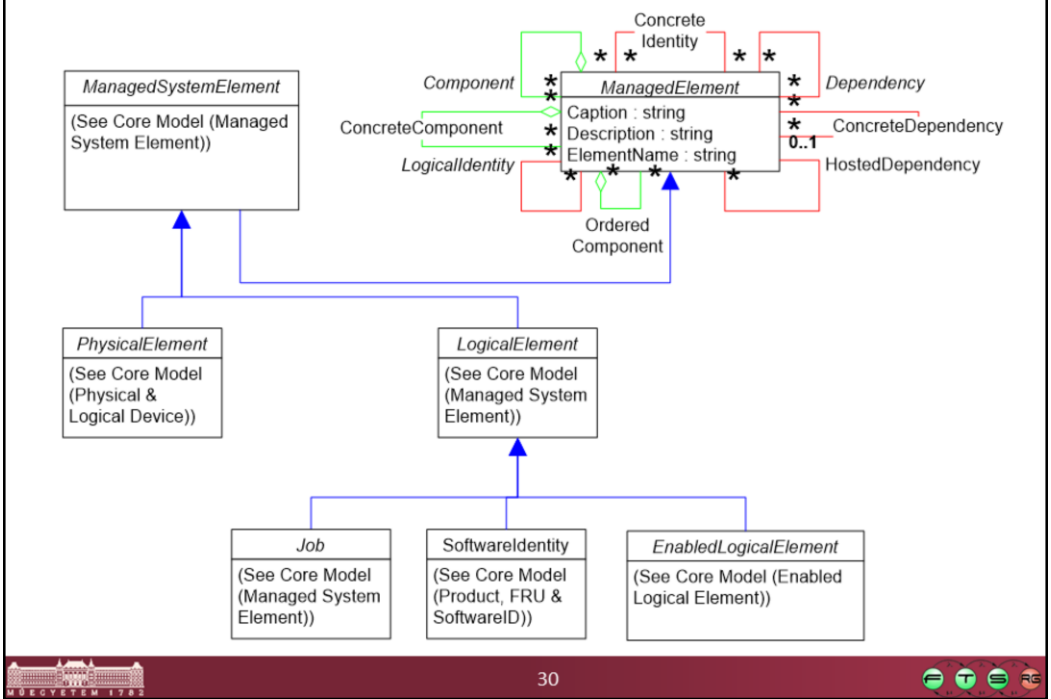 Concrete
Identity
ManagedSystemElement
(See Core Model (Managed
System Element))
Component
ManagedElement
Caption : string
Description : string
ElementName : string
Dependency
ConcreteComponent
ConcreteDependency
0..1
LogicalIdentity
HostedDependency
Ordered
Component
* * * *
* *
* *
* *
* *
* * * *
PhysicalElement
(See Core Model
(Physical &
Logical Device))
LogicalElement
(See Core Model
(Managed System
Element))
Job
(See Core Model
(Managed System
Element))
SoftwareIdentity
(See Core Model
(Product, FRU &
SoftwareID))
EnabledLogicalElement
(See Core Model (Enabled
Logical Element))
MŰEGYETEM 1782
30
F T S RG